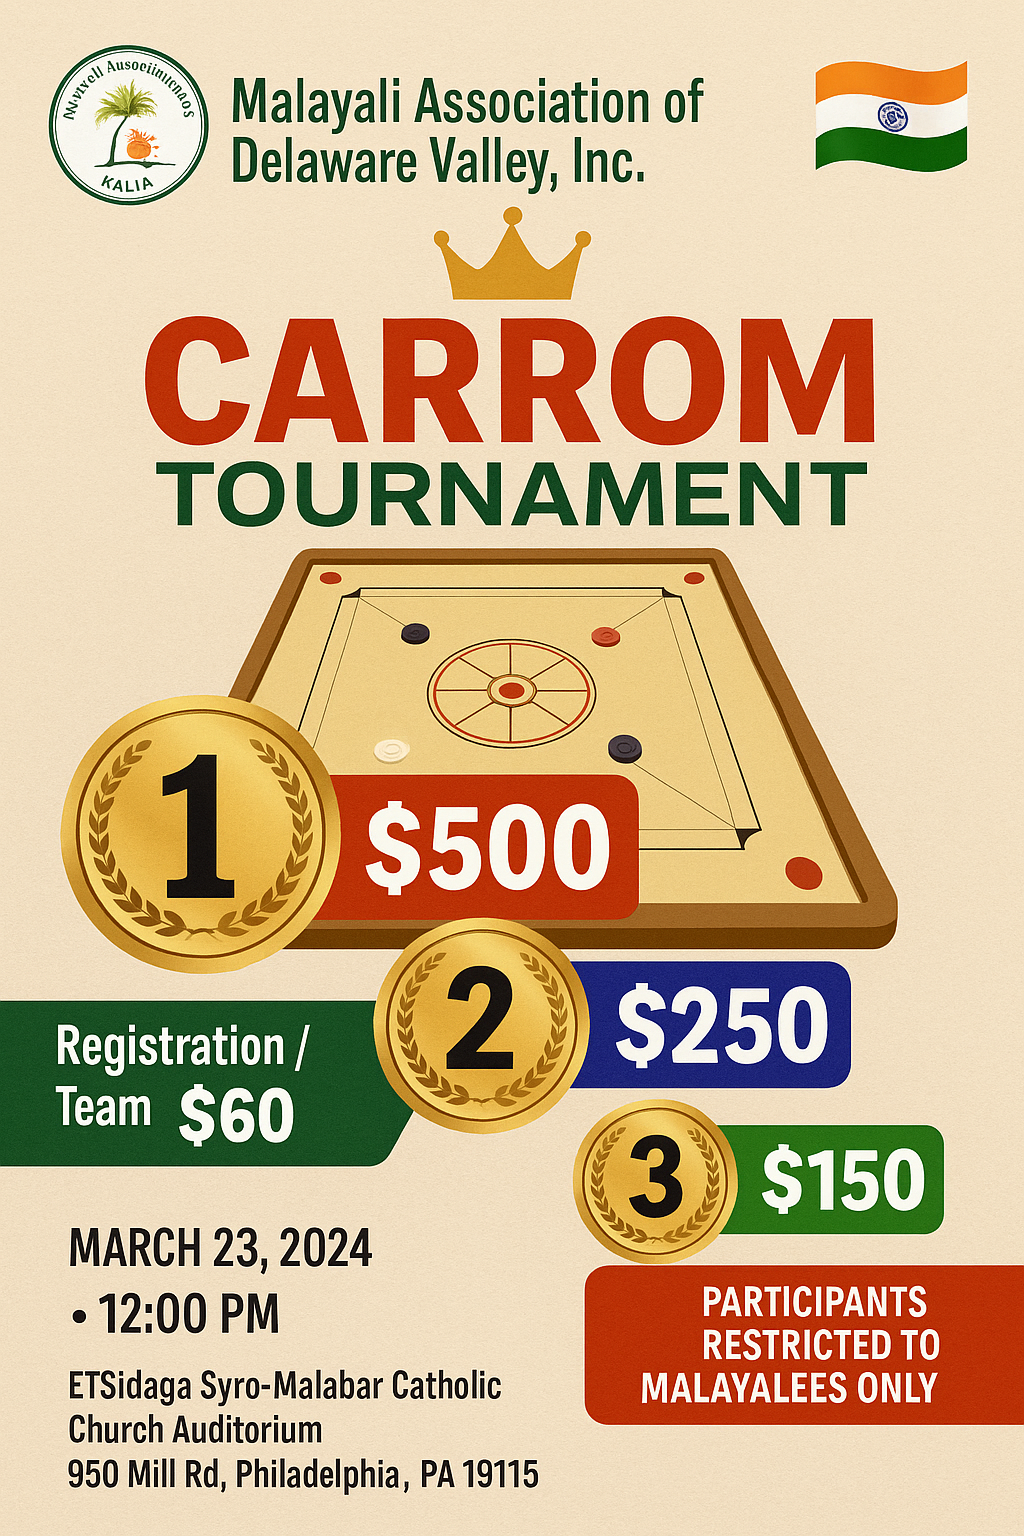 KALIA
Malayali Association of
Delaware Valley, Inc.
CARROM
TOURNAMENT
1
$500
2
$250
Registration /
Team $60
3
$150
MARCH 23, 2024
• 12:00 PM
PARTICIPANTS
RESTRICTED TO
MALAYALEES ONLY
ETSidaga Syro-Malabar Catholic
Church Auditorium
950 Mill Rd, Philadelphia, PA 19115